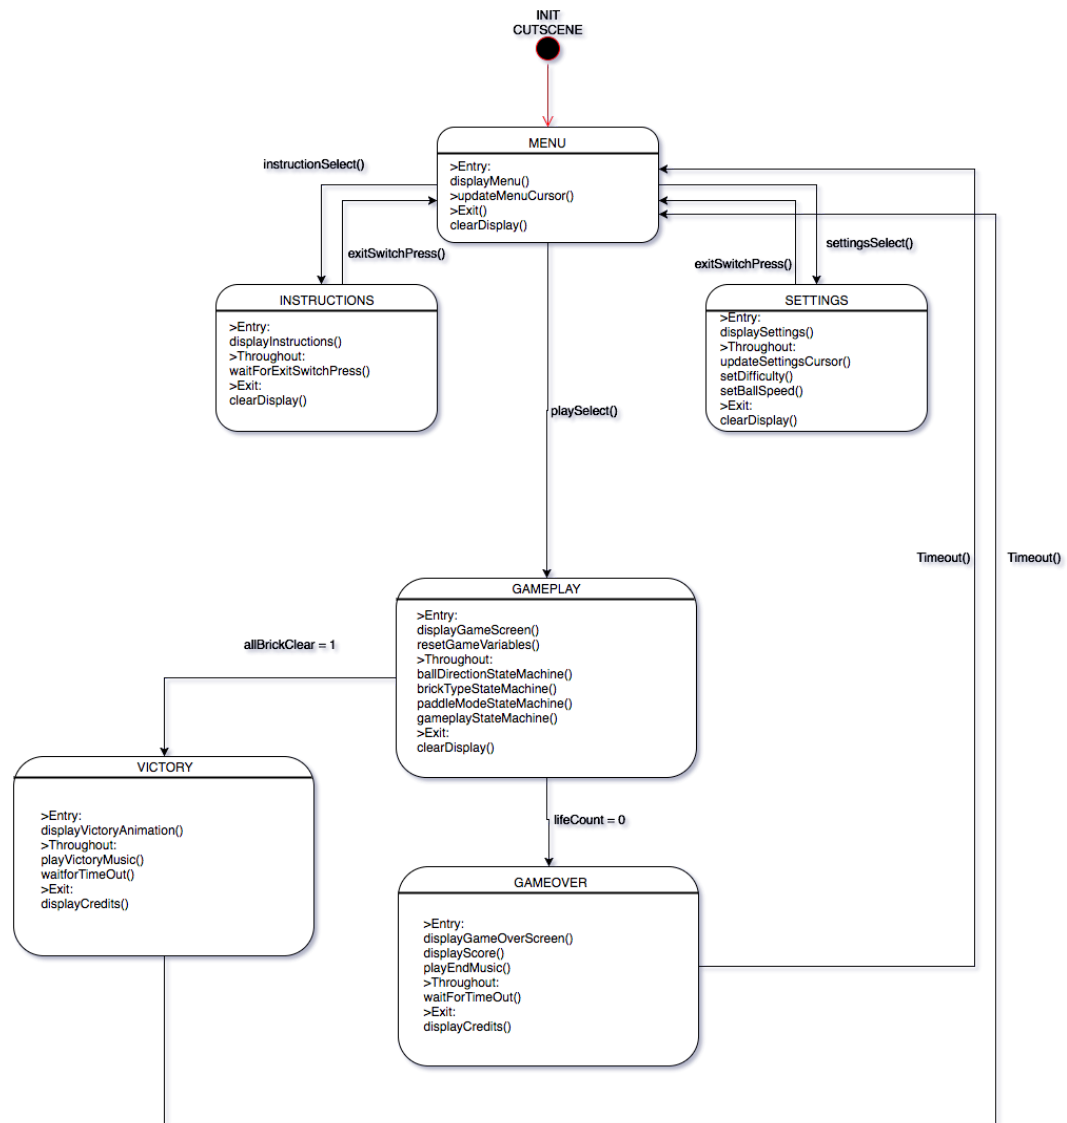 INIT
CUTSCENE
MENU
>Entry:
displayMenu()
>updateMenuCursor()
>Exit()
clearDisplay()
instructionSelect()
exitSwitchPress()
settingsSelect()
exitSwitchPress()
INSTRUCTIONS
>Entry:
displayInstructions()
>Throughout:
waitForExitSwitchPress()
>Exit:
clearDisplay()
SETTINGS
>Entry:
displaySettings()
>Throughout:
updateSettingsCursor()
setDifficulty()
setBallSpeed()
>Exit:
clearDisplay()
playSelect()
Timeout()
Timeout()
GAMEPLAY
>Entry:
displayGameScreen()
resetGameVariables()
>Throughout:
ballDirectionStateMachine()
brickTypeStateMachine()
paddleModeStateMachine()
gameplayStateMachine()
>Exit:
clearDisplay()
allBrickClear = 1
VICTORY
>Entry:
displayVictoryAnimation()
>Throughout:
playVictoryMusic()
waitforTimeOut()
>Exit:
displayCredits()
lifeCount = 0
GAMEOVER
>Entry:
displayGameOverScreen()
displayScore()
playEndMusic()
>Throughout:
waitForTimeOut()
>Exit:
displayCredits()